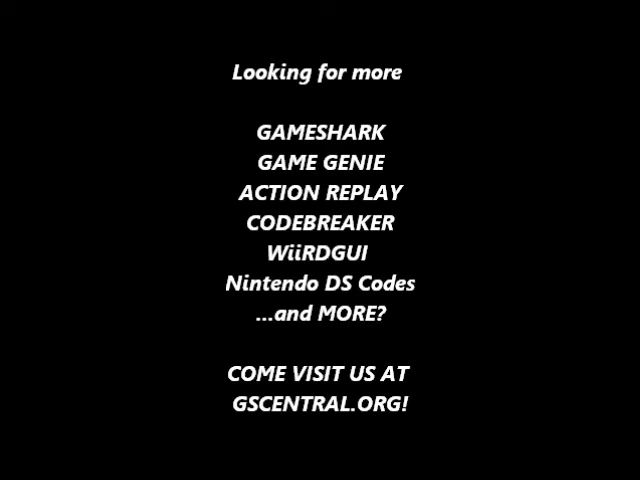 Looking for more
GAMESHARK
GAME GENIE
ACTION REPLAY
CODEBREAKER
WiiRDGUI
Nintendo DS Codes
...and MORE?
COME VISIT US AT
GSCENTRAL.ORG!